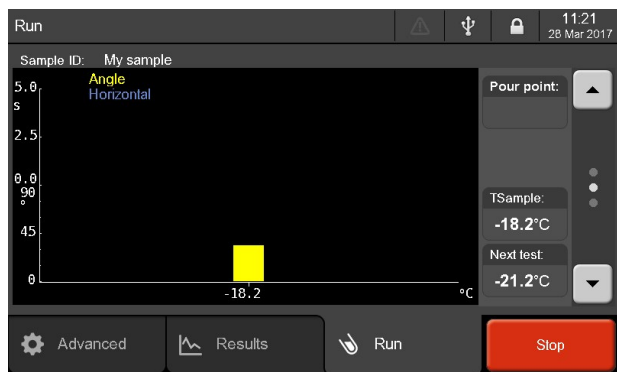 Run
11:21
28 Mar 2017
Sample ID: My sample
Angle
Horizontal
5.0
s
2.5
0.0
90
°
45
0
-18.2
°C
Pour point:
TSample:
-18.2°C
Next test:
-21.2°C
Advanced
Results
Run
Stop